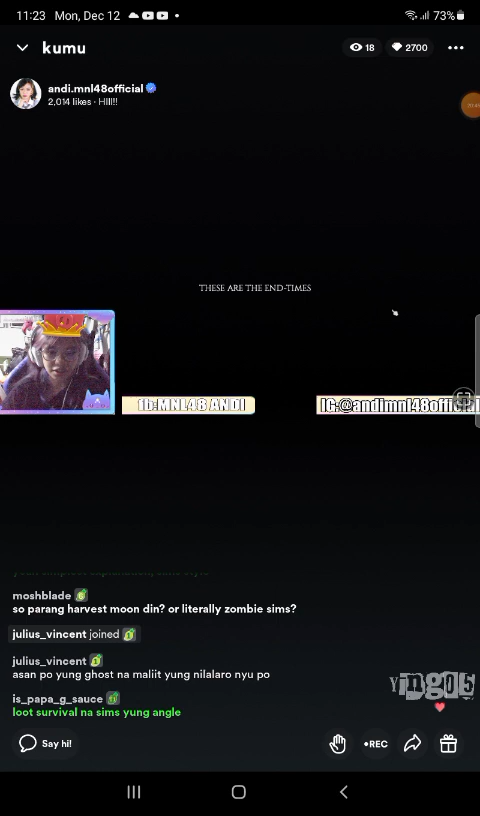 11:23 Mon, Dec 12
73%
kumu
18
2700
andi.mnl48official
2,014 likes · HIII!!
THESE ARE THE END-TIMES
fb:MNL48 ANDI
IG:@andimnl48official
moshblade 6
so parang harvest moon din? or literally zombie sims?
julius_vincent joined 1
julius_vincent 1
asan po yung ghost na maliit yung nilalaro nyu po
is_papa_g_sauce
loot survival na sims yung angle
Say hi!
REC